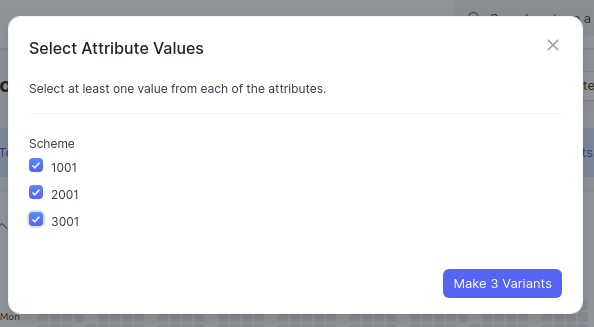 Select Attribute Values
Select at least one value from each of the attributes.
Scheme
1001
2001
3001
Make 3 Variants
Mon